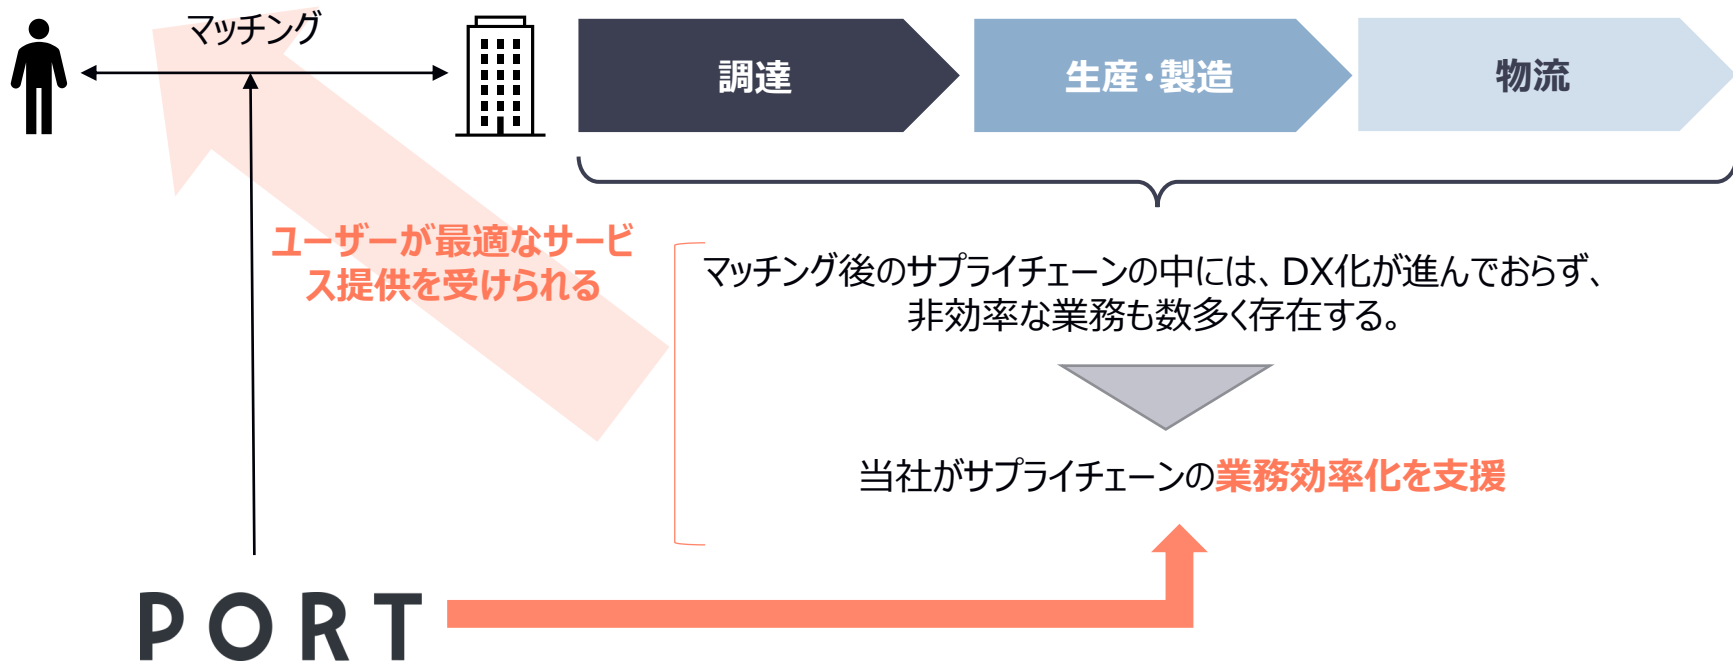 マッチング
調達
生産・製造
物流
ユーザーが最適なサービ
ス提供を受けられる
マッチング後のサプライチェーンの中には、DX化が進んでおらず、
非効率な業務も数多く存在する。
当社がサプライチェーンの業務効率化を支援
PORT